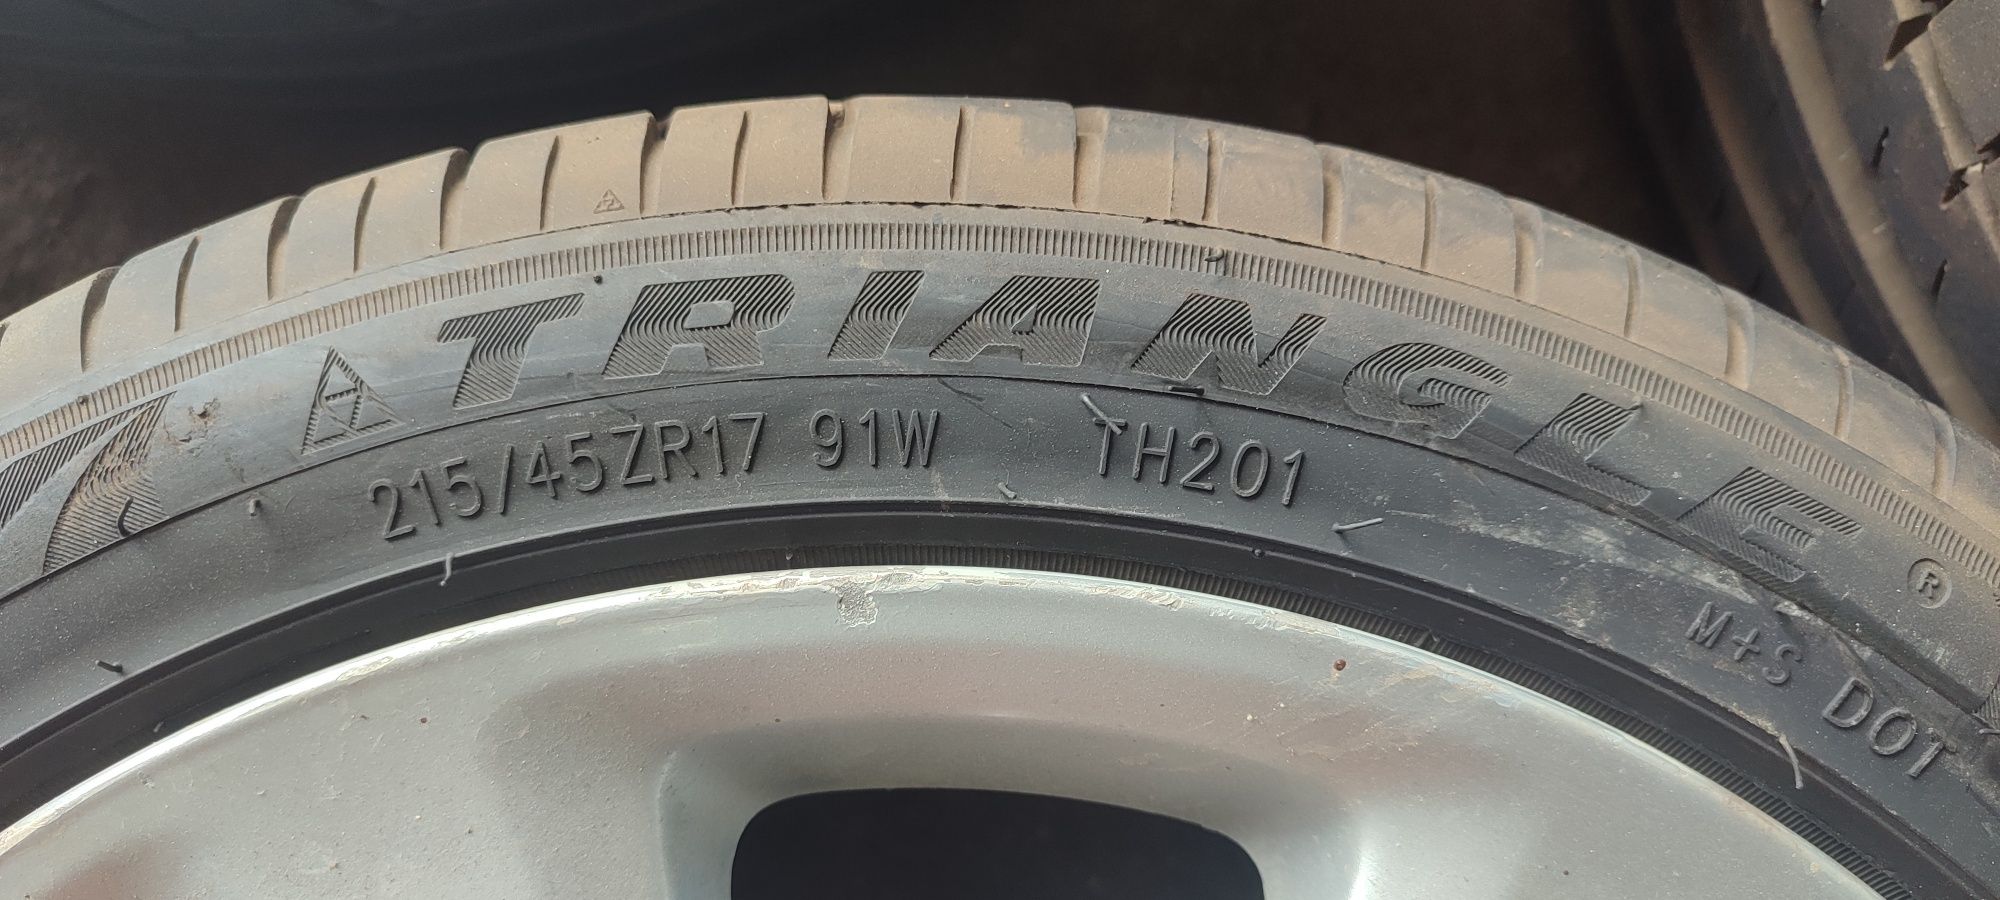 TRIANGLE ®
215/45ZR17 91W TH201
M+S DOT